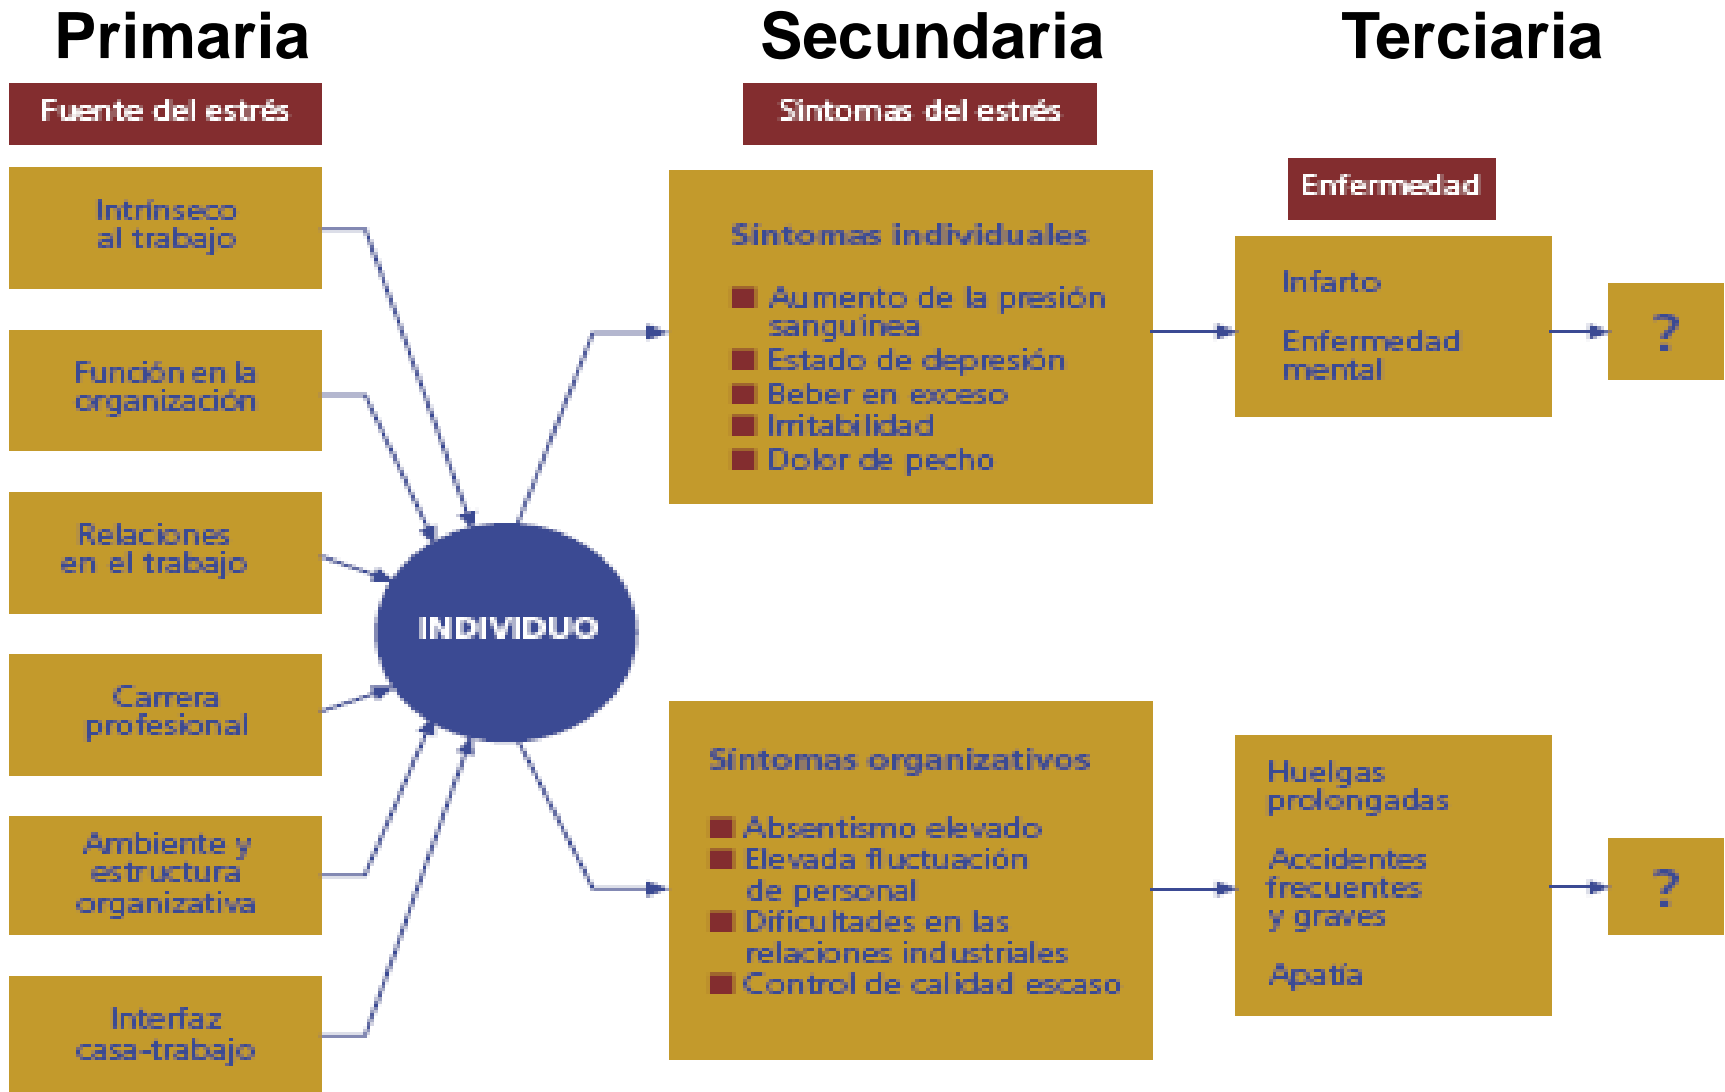 Primaria
Secundaria
Terciaria
Fuente del estrés
Síntomas del estrés
Enfermedad
Intrínseco
al trabajo
Función en la
organización
Relaciones
en el trabajo
Carrera
profesional
Ambiente y
estructura
organizativa
Interfaz
casa-trabajo
INDIVIDUO
Síntomas individuales
Aumento de la presión
sanguínea
Estado de depresión
Beber en exceso
Irritabilidad
Dolor de pecho
Síntomas organizativos
Absentismo elevado
Elevada fluctuación
de personal
Dificultades en las
relaciones industriales
Control de calidad escaso
Infarto
Enfermedad
mental
?
Huelgas
prolongadas
Accidentes
frecuentes
y graves
Apatía
?